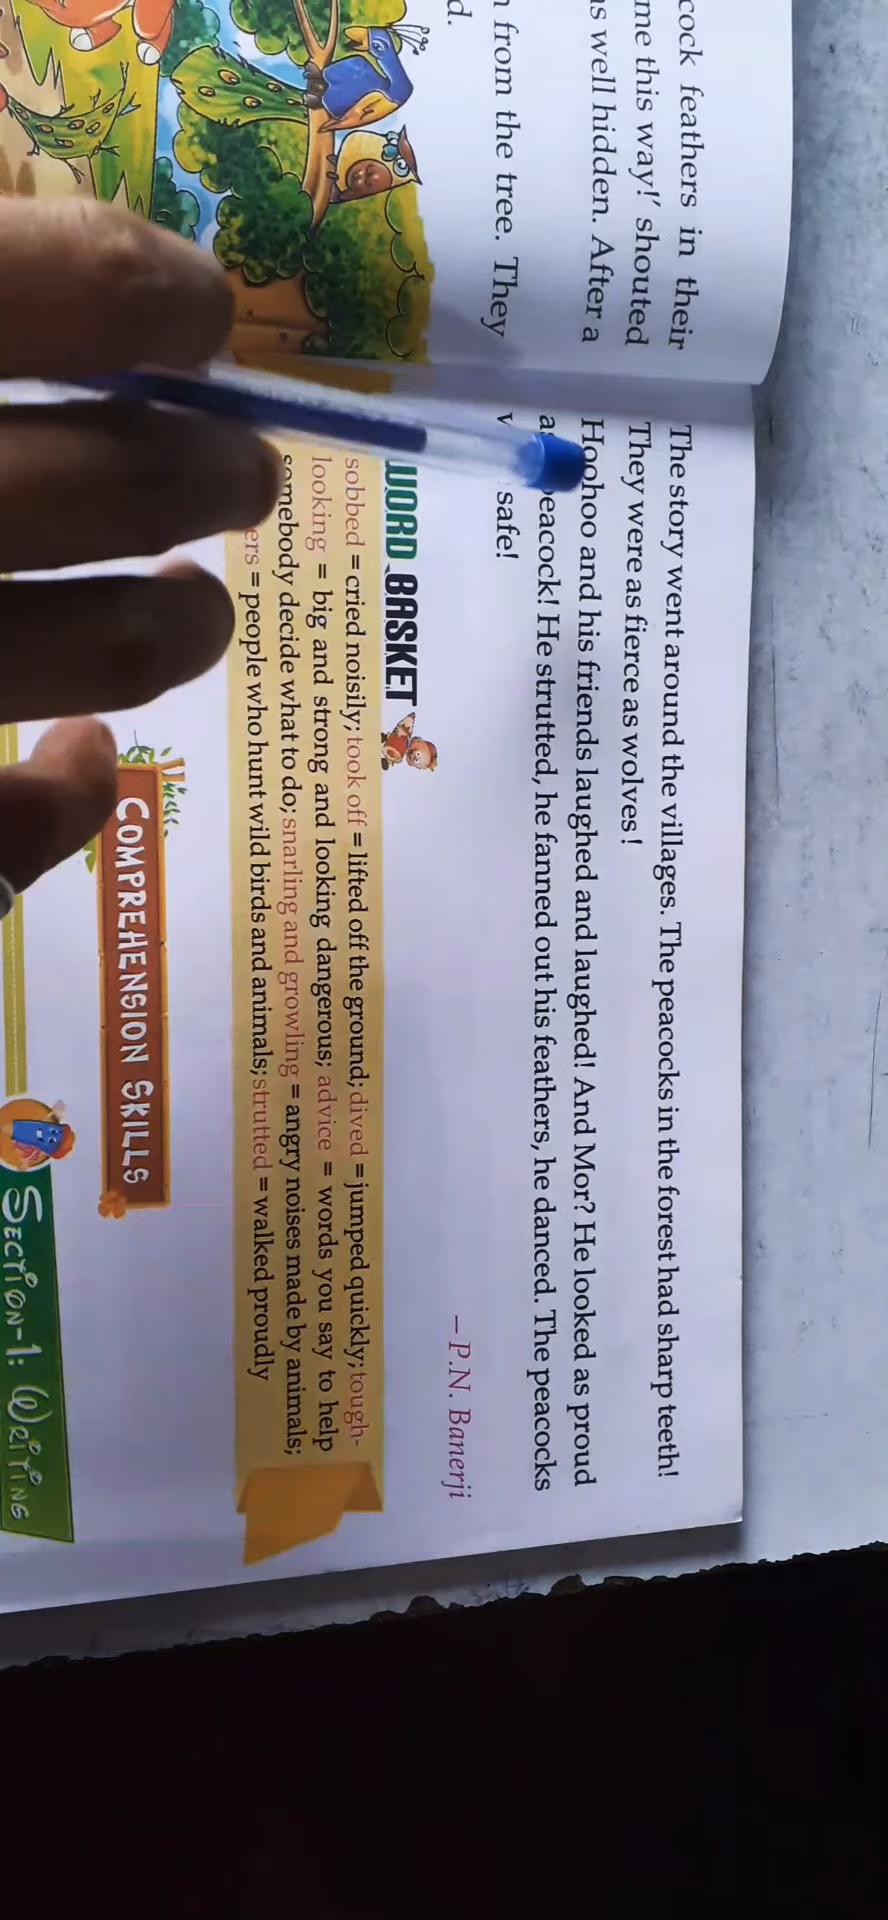 cock feathers in their
me this way!' shouted
as well hidden. After a
from the tree. They
d.
The story went around the villages. The peacocks in the forest had sharp teeth!
They were as fierce as wolves!
Hoohoo and his friends laughed and laughed! And Mor? He looked as proud
peacock! He strutted, he fanned out his feathers, he danced. The peacocks
safe!
— P.N. Banerji
WORD BASKET
sobbed = cried noisily; took off = lifted off the ground; dived = jumped quickly; tough-
looking = big and strong and looking dangerous; advice = words you say to help
somebody decide what to do; snarling and growling = angry noises made by animals;
ers = people who hunt wild birds and animals; strutted = walked proudly
COMPREHENSION SKILLS
SECTION-1: WRITING